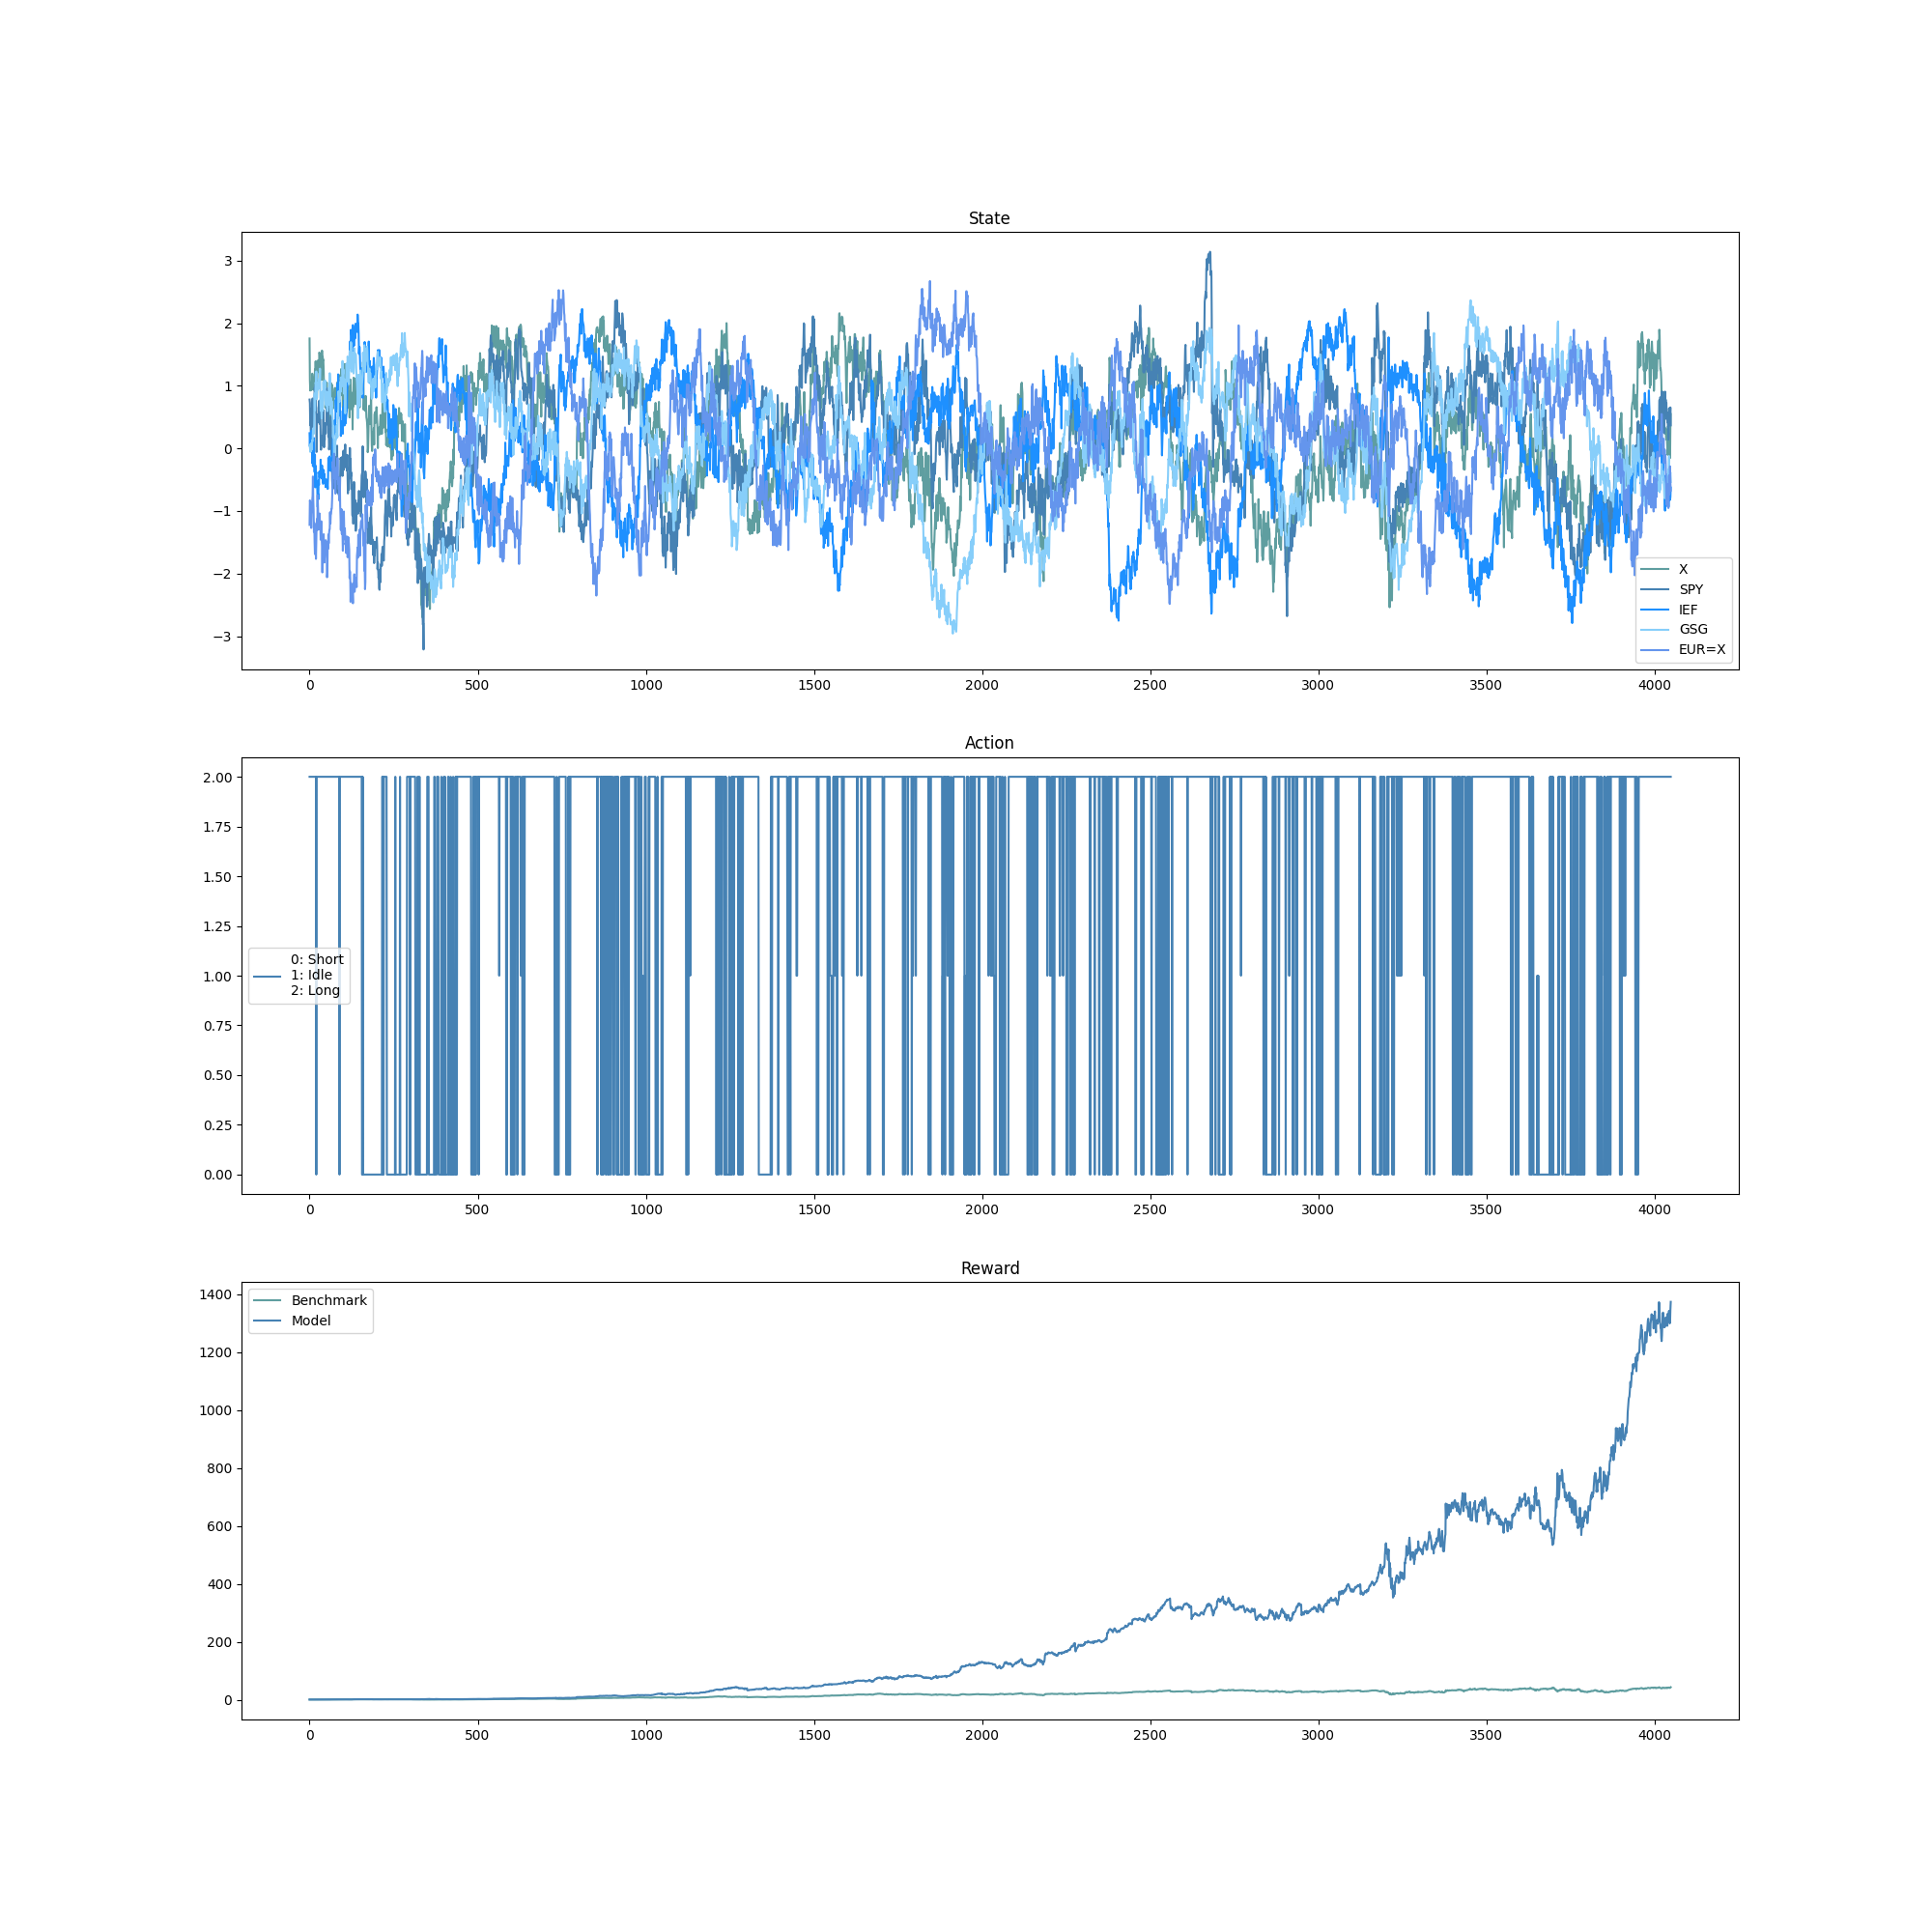 State
3
2
1
0
−1
−2
−3
X
SPY
IEF
GSG
EUR=X
0 500 1000 1500 2000 2500 3000 3500 4000
Action
2.00
1.75
1.50
1.25
1.00
0.75
0.50
0.25
0.00
0: Short
1: Idle
2: Long
0 500 1000 1500 2000 2500 3000 3500 4000
Reward
1400
1200
1000
800
600
400
200
0
Benchmark
Model
0 500 1000 1500 2000 2500 3000 3500 4000